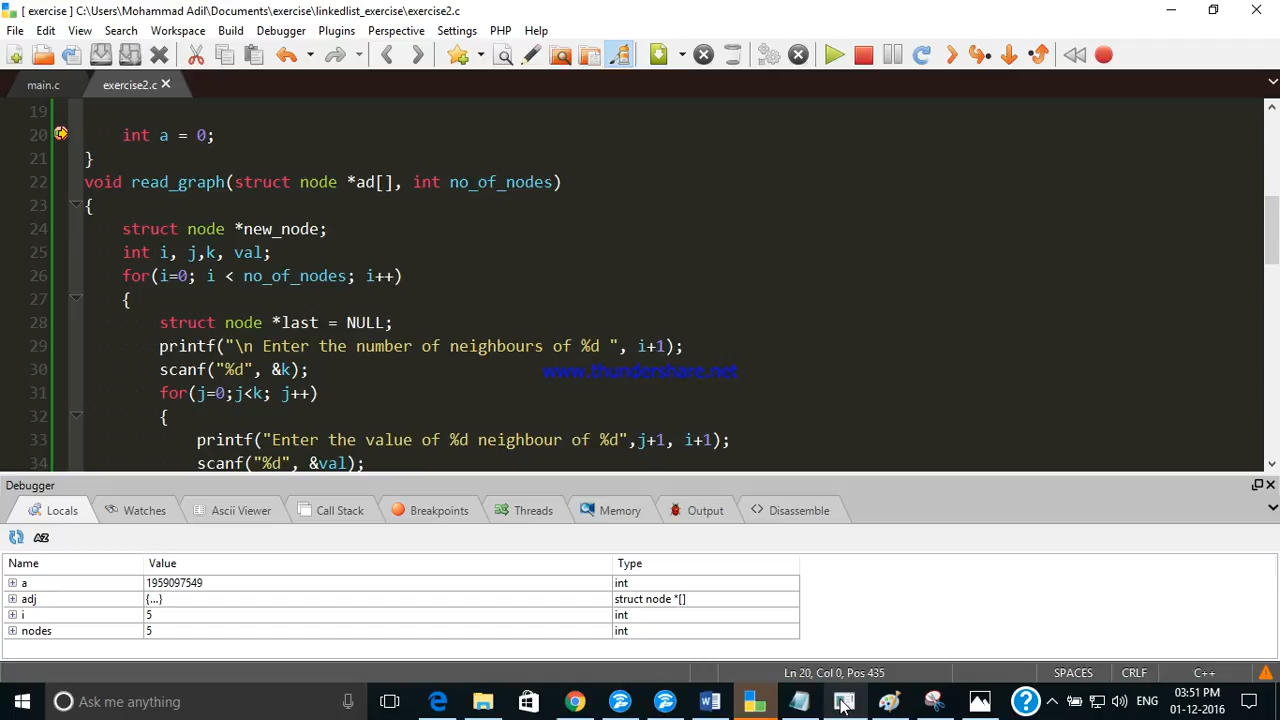 [ exercise ] C:\Users\Mohammad Adil\Documents\exercise\linkedlist_exercise\exercise2.c
File Edit View Search Workspace Build Debugger Plugins Perspective Settings PHP Help
main.c exercise2.c
19
20 int a = 0;
21 }
22 void read_graph(struct node *ad[], int no_of_nodes)
23 {
24 struct node *new_node;
25 int i, j,k, val;
26 for(i=0; i < no_of_nodes; i++)
27 {
28 struct node *last = NULL;
29 printf("\n Enter the number of neighbours of %d ", i+1);
30 scanf("%d", &k);
www.thundershare.net
31 for(j=0;j<k; j++)
32 {
33 printf("Enter the value of %d neighbour of %d",j+1, i+1);
34 scanf("%d", &val);
Debugger
Locals Watches Ascii Viewer Call Stack Breakpoints Threads Memory Output Disassemble
AZ
Name Value Type
a 1959097549 int
adj {...} struct node *[]
i 5 int
nodes 5 int
Ln 20, Col 0, Pos 435 SPACES CRLF C++
Ask me anything ENG 03:51 PM
01-12-2016